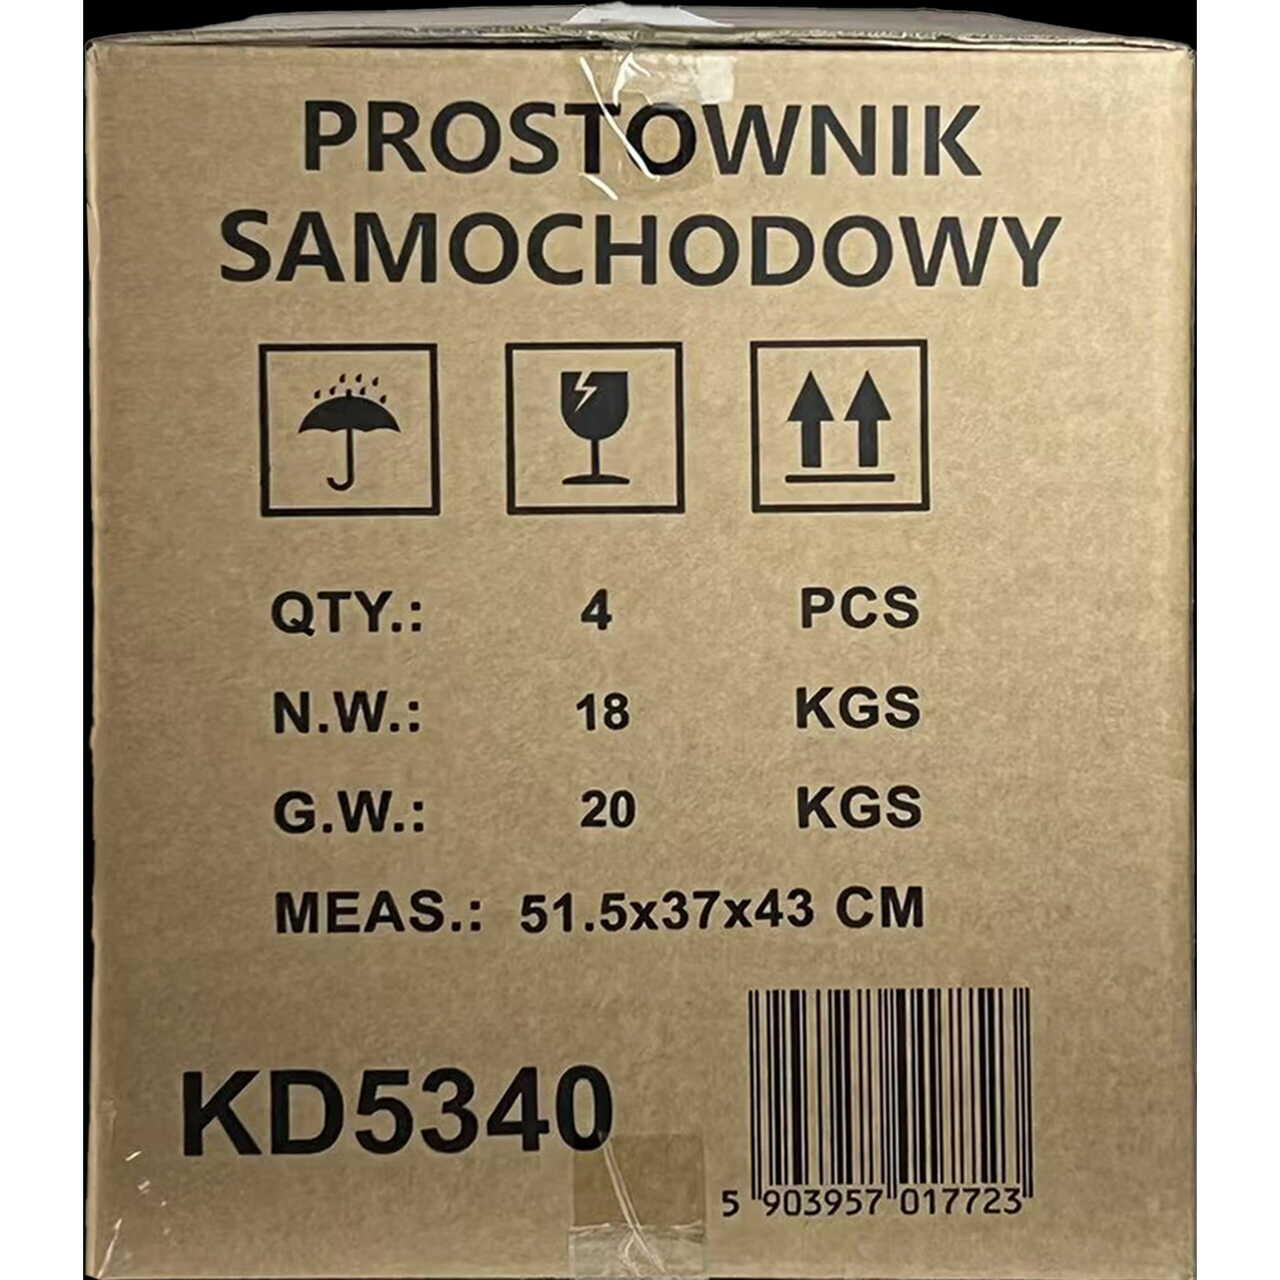 PROSTOWNIK
SAMOCHODOWY
QTY.: 4 PCS
N.W.: 18 KGS
G.W.: 20 KGS
MEAS.: 51.5x37x43 CM
KD5340
5 903957 017723